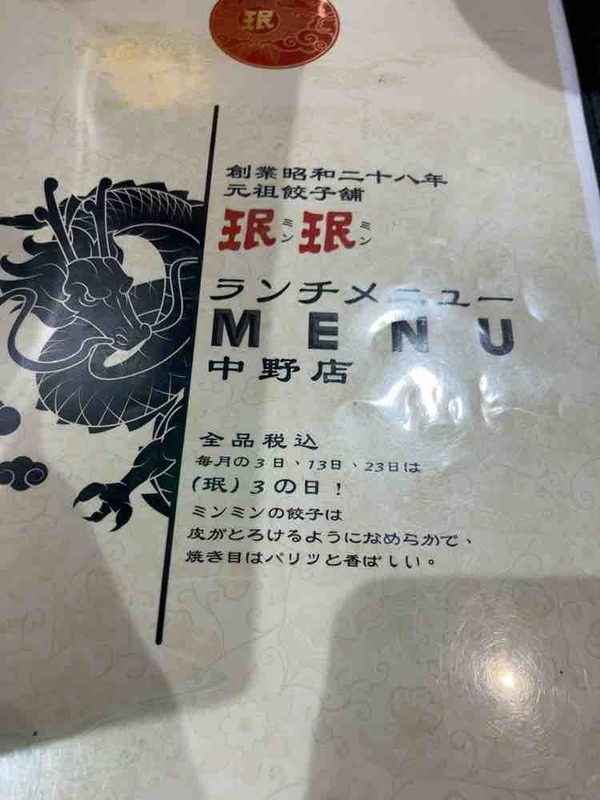 珉
創業昭和二十八年
元祖餃子舗
珉ミン珉ミン
ランチメニュー
MENU
中野店
全品税込
毎月の3日、13日、23日は
(珉)3の日!
ミンミンの餃子は
皮がとろけるようになめらかで、
焼き目はパリッと香ばしい。